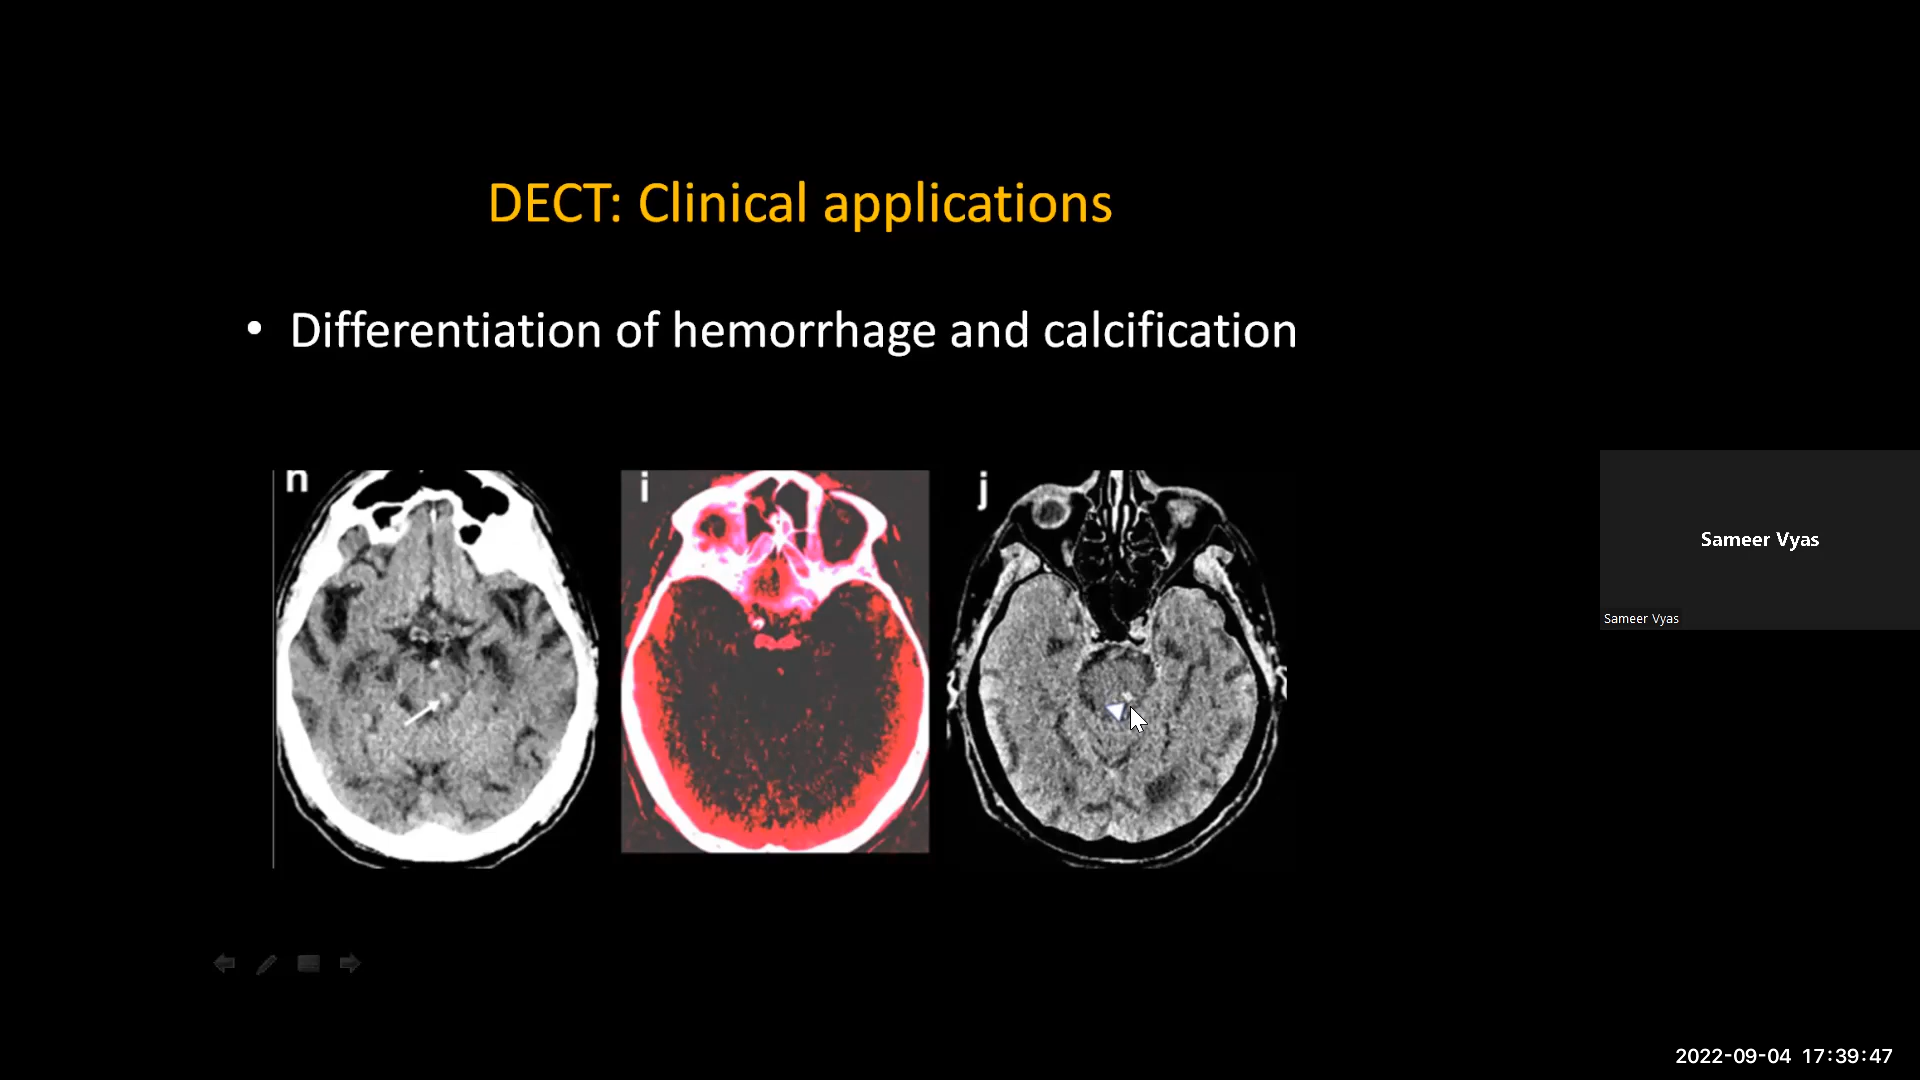 DECT: Clinical applications
• Differentiation of hemorrhage and calcification
h
i
j
Sameer Vyas
Sameer Vyas
2022-09-04 17:39:47